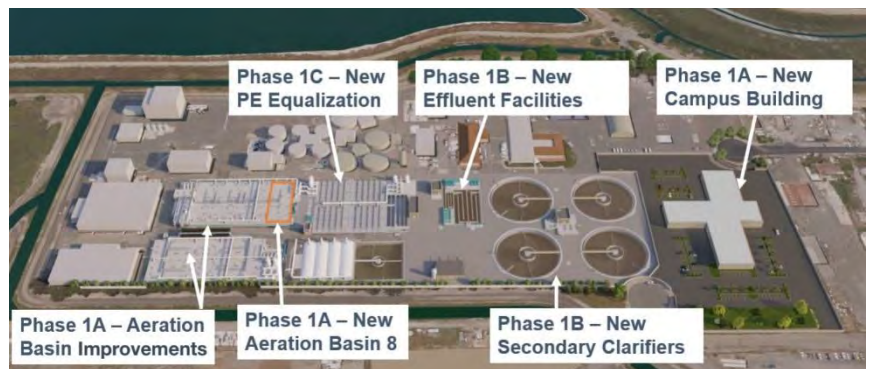 Phase 1C – New
PE Equalization
Phase 1B – New
Effluent Facilities
Phase 1A – New
Campus Building
Phase 1A – Aeration
Basin Improvements
Phase 1A – New
Aeration Basin 8
Phase 1B – New
Secondary Clarifiers